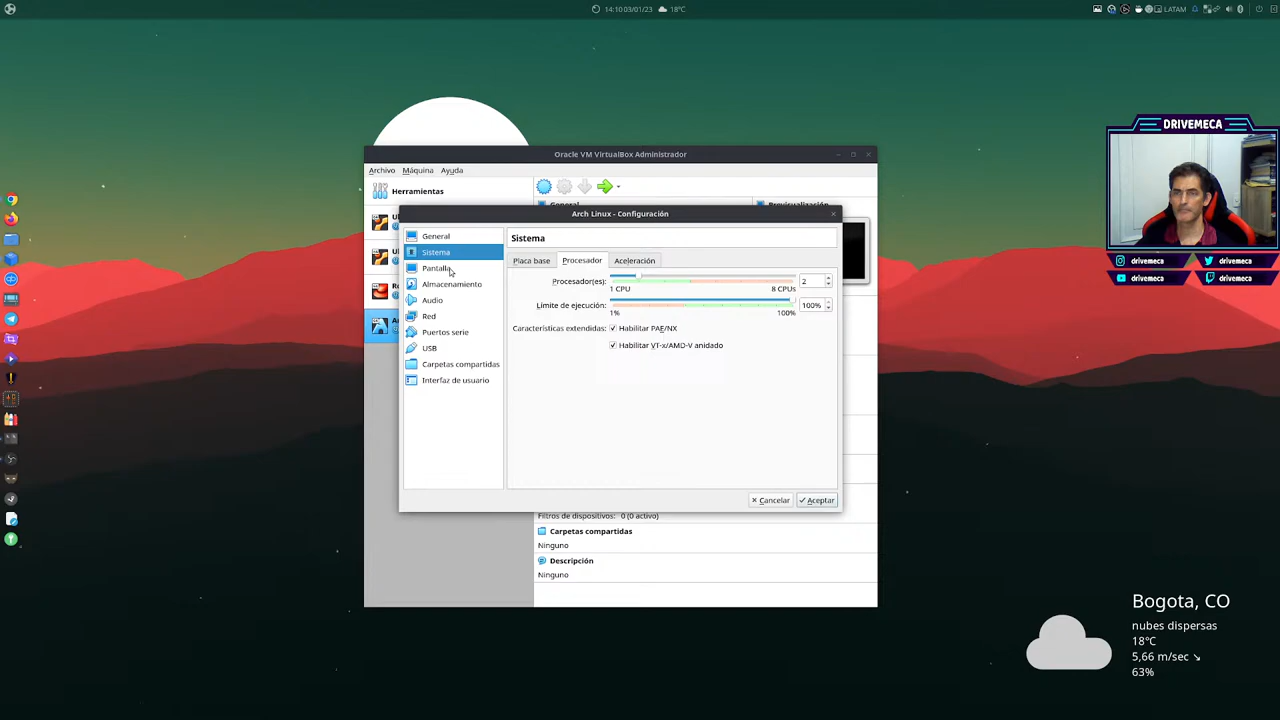 14:10 03/01/23
18°C
LATAM
DRIVEMECA
drivemeca
drivemeca
drivemeca
drivemeca
Oracle VM VirtualBox Administrador
Archivo Máquina Ayuda
Herramientas
General
Previsualización
Arch Linux - Configuración
General
Sistema
Pantalla
Almacenamiento
Audio
Red
Puertos serie
USB
Carpetas compartidas
Interfaz de usuario
Sistema
Placa base Procesador Aceleración
Procesador(es): 2
1 CPU 8 CPUs
Límite de ejecución: 100%
1% 100%
Características extendidas: Habilitar PAE/NX
Habilitar VT-x/AMD-V anidado
Cancelar Aceptar
Filtros de dispositivos: 0 (0 activo)
Carpetas compartidas
Ninguno
Descripción
Ninguno
Bogota, CO
nubes dispersas
18°C
5,66 m/sec ↘
63%